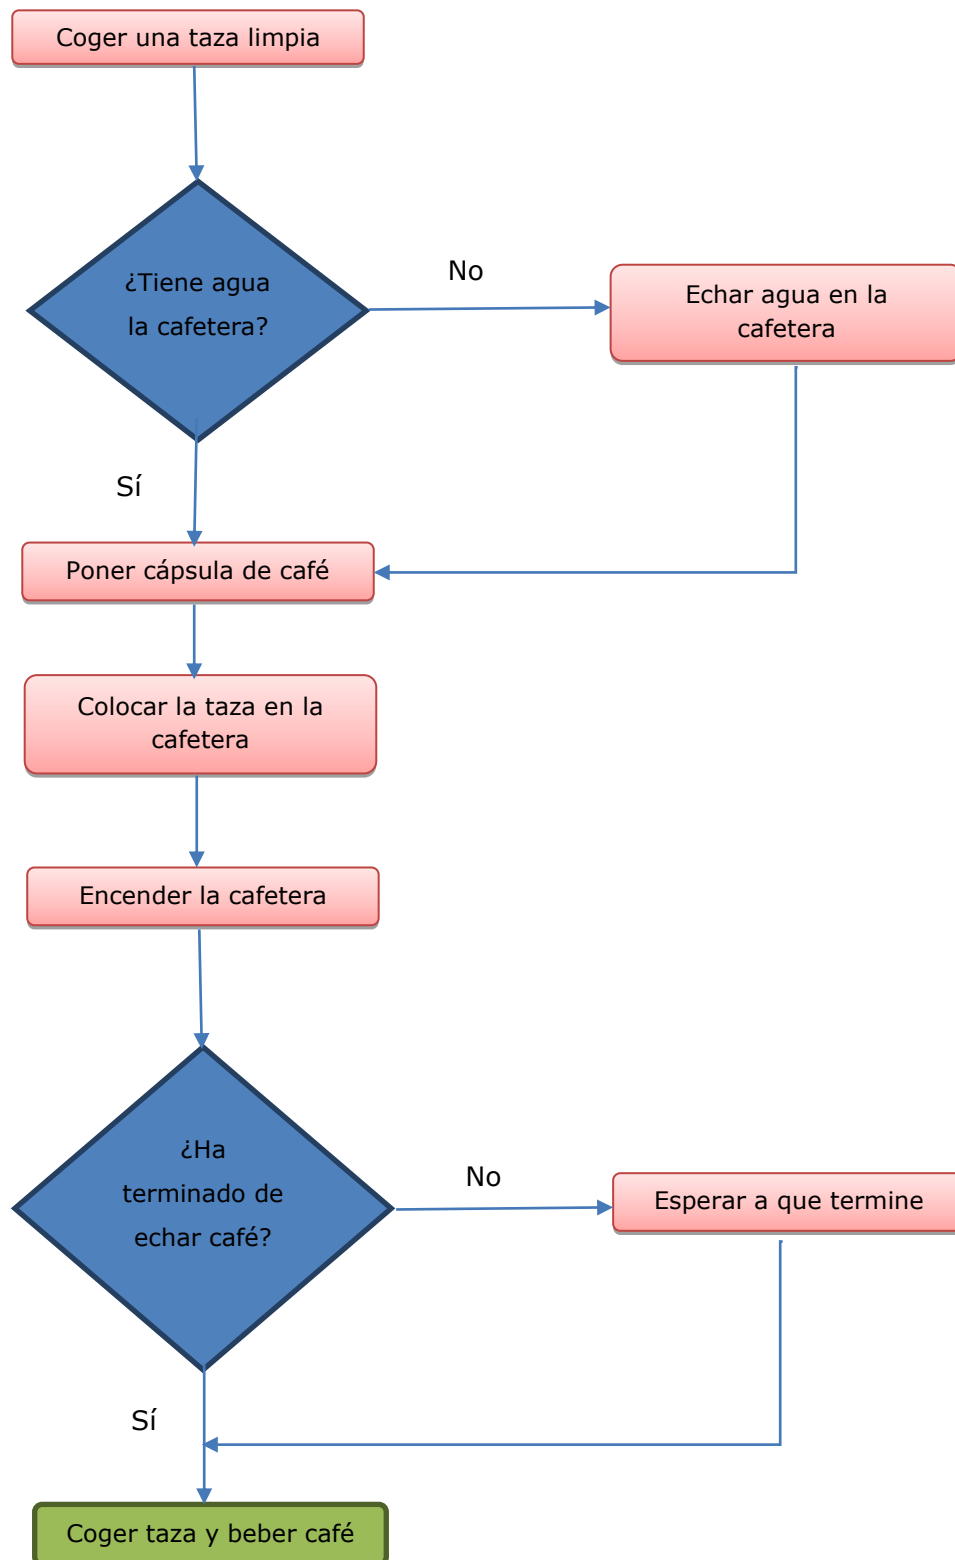 Coger una taza limpia
¿Tiene agua
la cafetera?
No
Echar agua en la
cafetera
Sí
Poner cápsula de café
Colocar la taza en la
cafetera
Encender la cafetera
¿Ha
terminado de
echar café?
No
Esperar a que termine
Sí
Coger taza y beber café